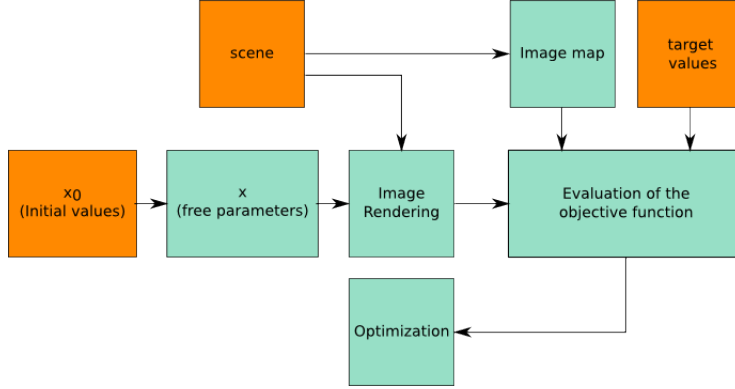 scene
Image map
target
values
x0
(Initial values)
x
(free parameters)
Image
Rendering
Evaluation of the
objective function
Optimization